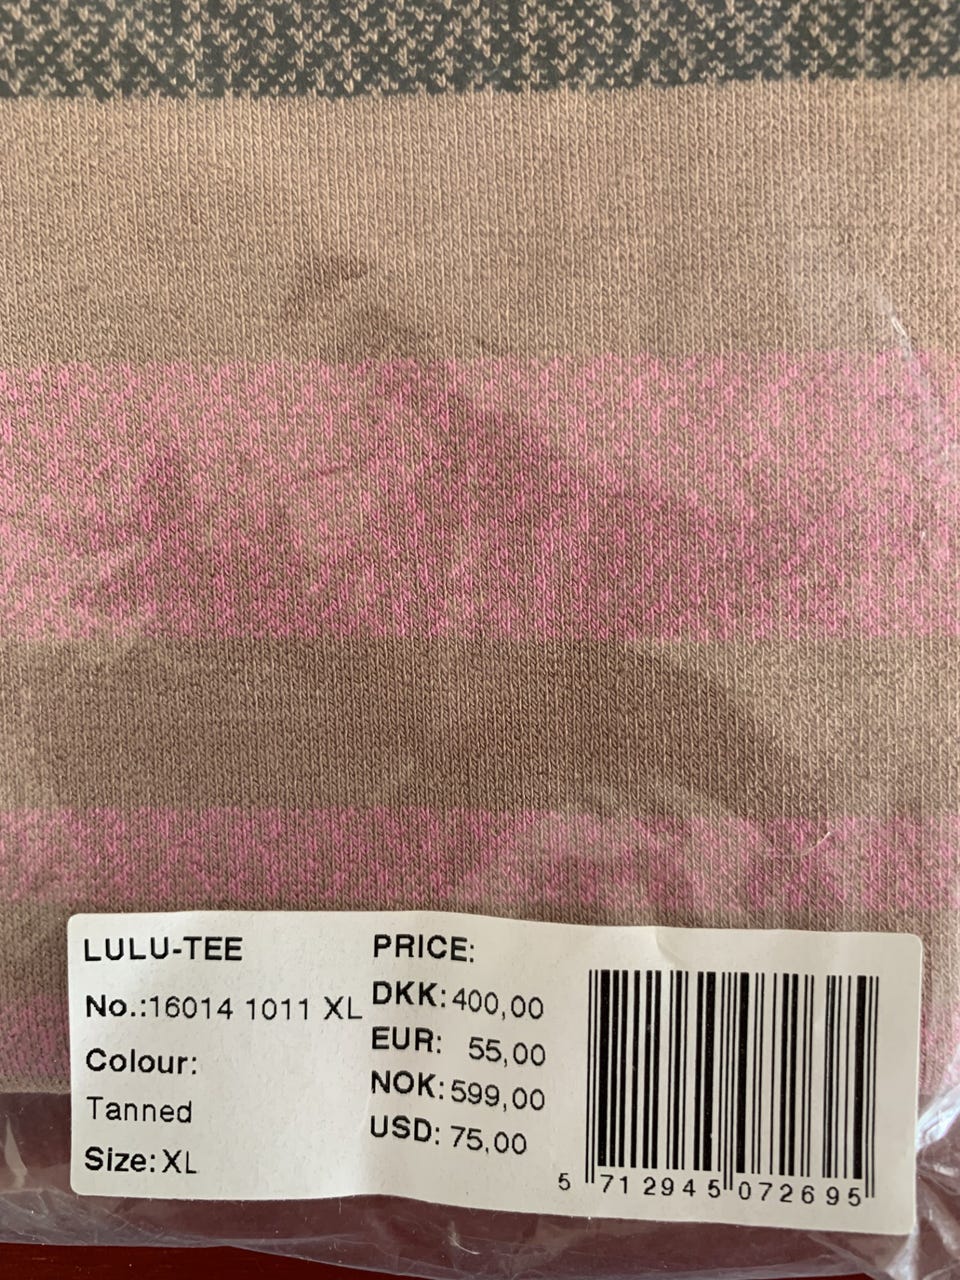 LULU-TEE
No.:16014 1011 XL
Colour:
Tanned
Size: XL
PRICE:
DKK: 400,00
EUR: 55,00
NOK: 599,00
USD: 75,00
5 712945 072695